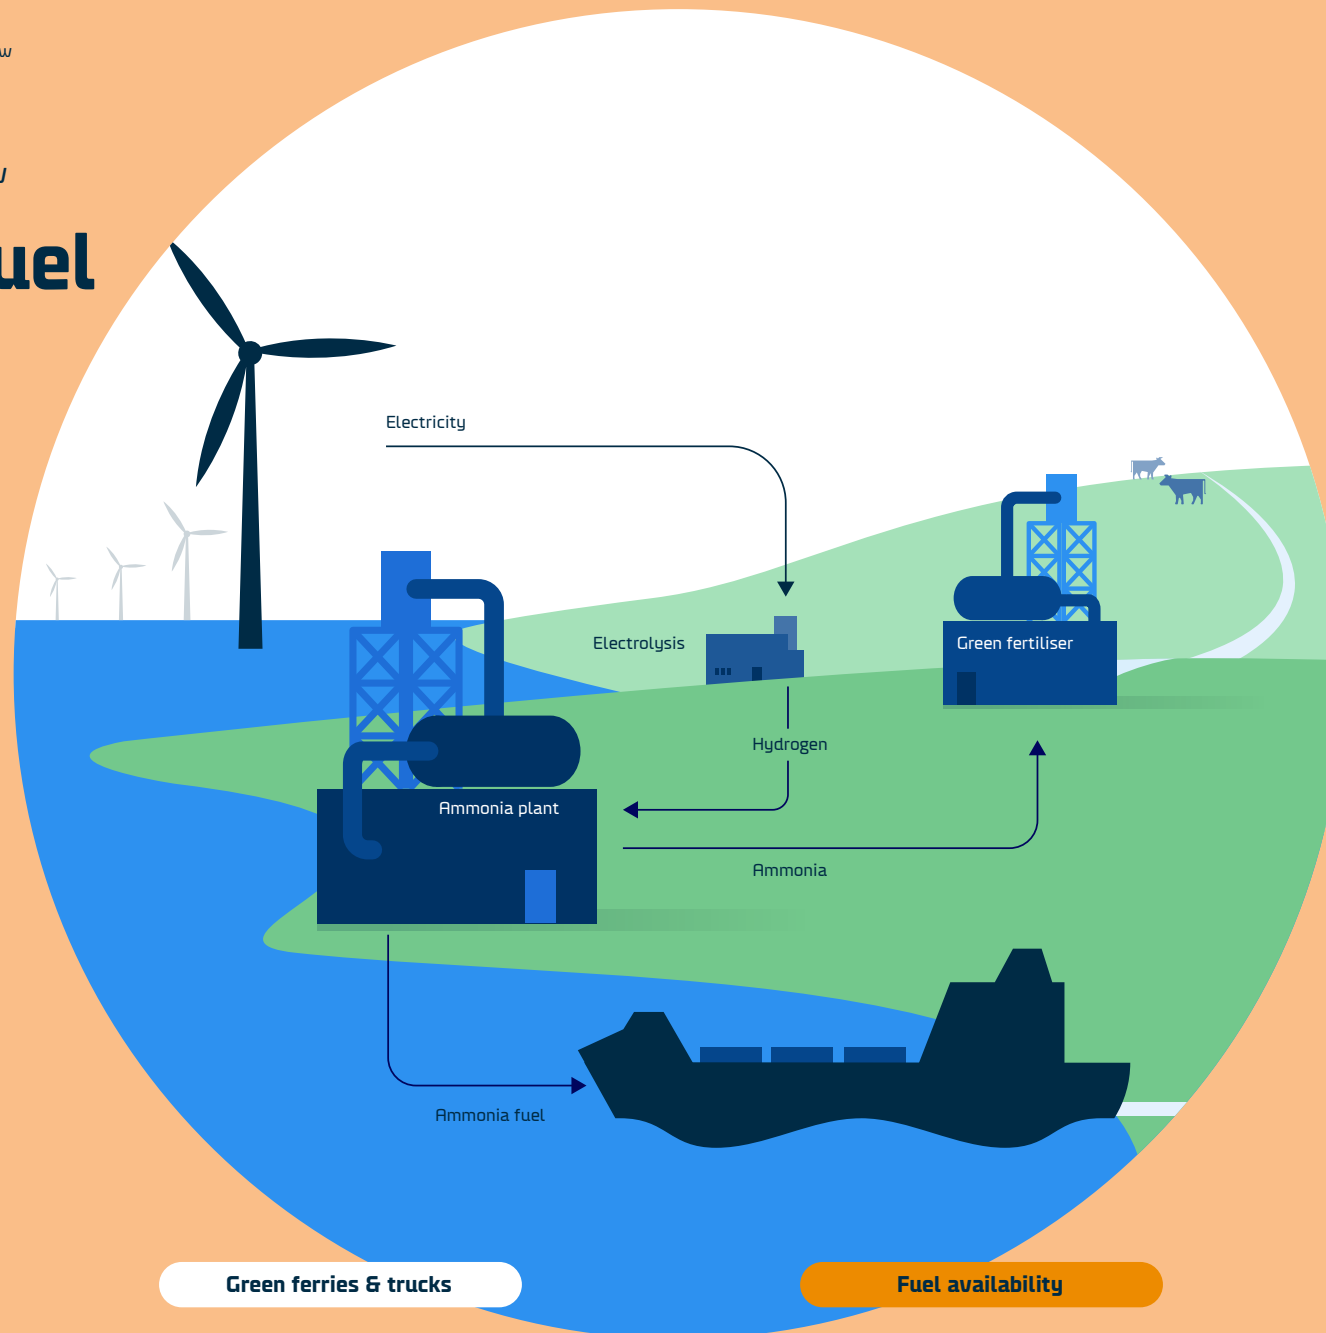 w
uel
Electricity
Electrolysis
Green fertiliser
Hydrogen
Ammonia plant
Ammonia
Ammonia fuel
Green ferries & trucks
Fuel availability